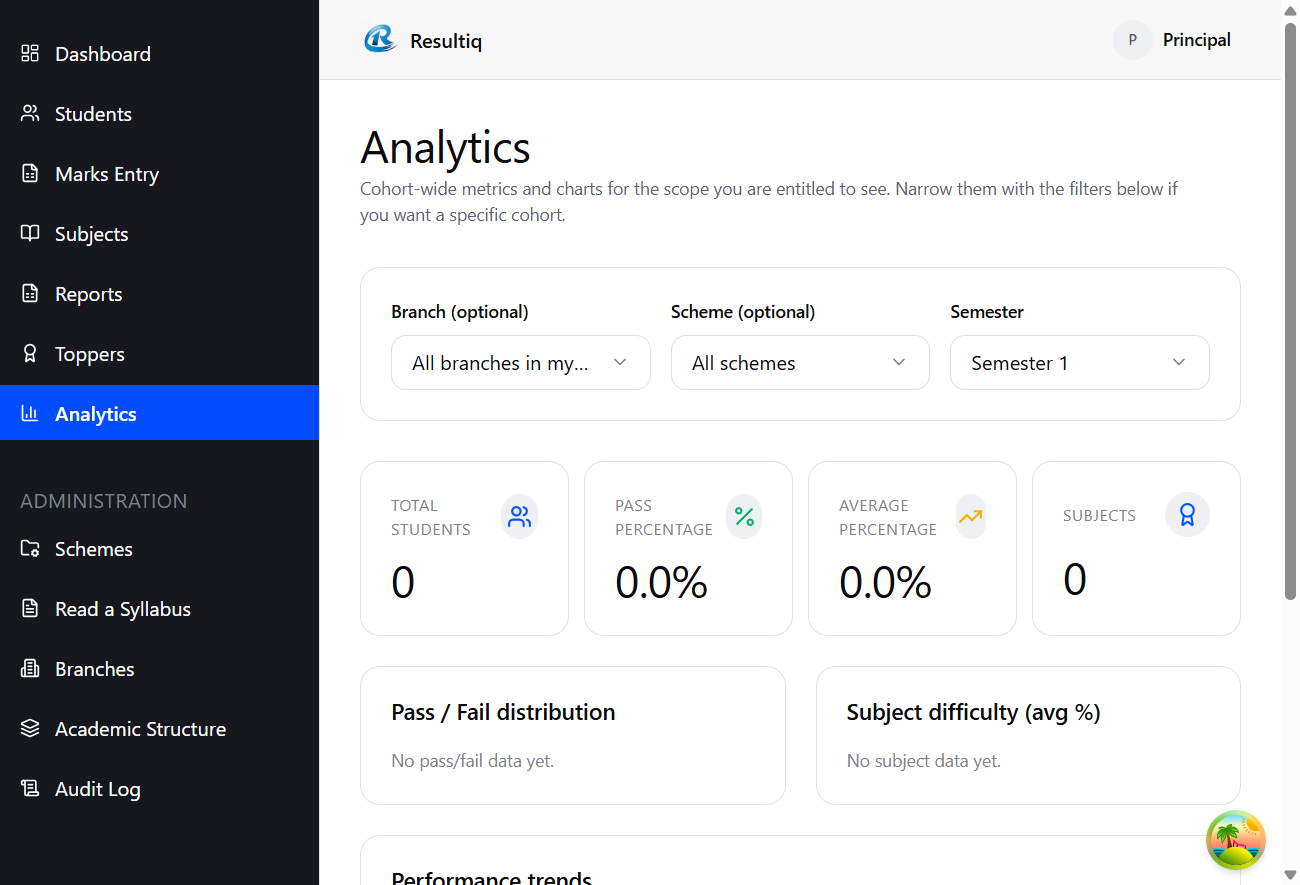 Dashboard
Students
Marks Entry
Subjects
Reports
Toppers
Analytics
ADMINISTRATION
Schemes
Read a Syllabus
Branches
Academic Structure
Audit Log
Resultiq
P
Principal
Analytics
Cohort-wide metrics and charts for the scope you are entitled to see. Narrow them with the filters below if
you want a specific cohort.
Branch (optional)
Scheme (optional)
Semester
All branches in my...
All schemes
Semester 1
TOTAL
STUDENTS
0
PASS
PERCENTAGE
0.0%
AVERAGE
PERCENTAGE
0.0%
SUBJECTS
0
Pass / Fail distribution
No pass/fail data yet.
Subject difficulty (avg %)
No subject data yet.
Performance trends